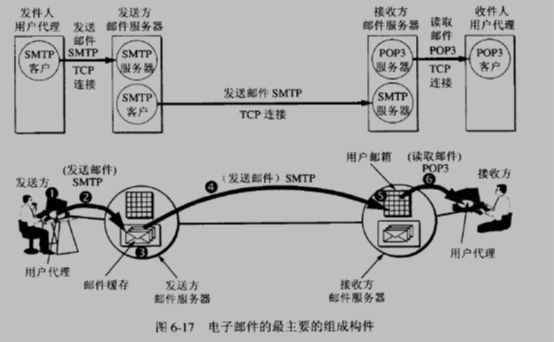 发件人
用户代理
发送
邮件
SMTP
TCP
连接
发送方
邮件服务器
接收方
邮件服务器
读取
邮件
POP3
TCP
连接
收件人
用户代理
SMTP
客户
SMTP
服务器
POP3
服务器
POP3
客户
SMTP
客户
发送邮件 SMTP
TCP 连接
SMTP
服务器
发送方
(发送邮件)
SMTP
(发送邮件) SMTP
用户邮箱
(读取邮件)
POP3
接收方
❶
❷
❸
❹
❺
❻
用户代理
邮件缓存
发送方
邮件服务器
接收方
邮件服务器
用户代理
图 6-17 电子邮件的最主要的组成构件